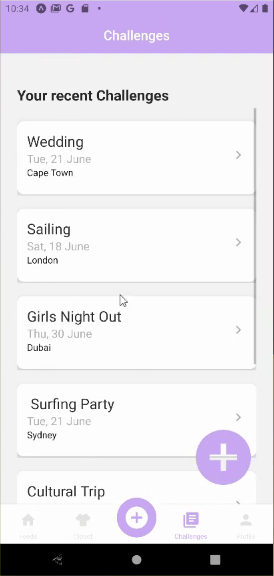 10:34
Challenges
Your recent Challenges
Wedding
Tue, 21 June
Cape Town
Sailing
Sat, 18 June
London
Girls Night Out
Thu, 30 June
Dubai
Surfing Party
Tue, 21 June
Sydney
Cultural Trip
Feeds
Closet
Challenges
Profile